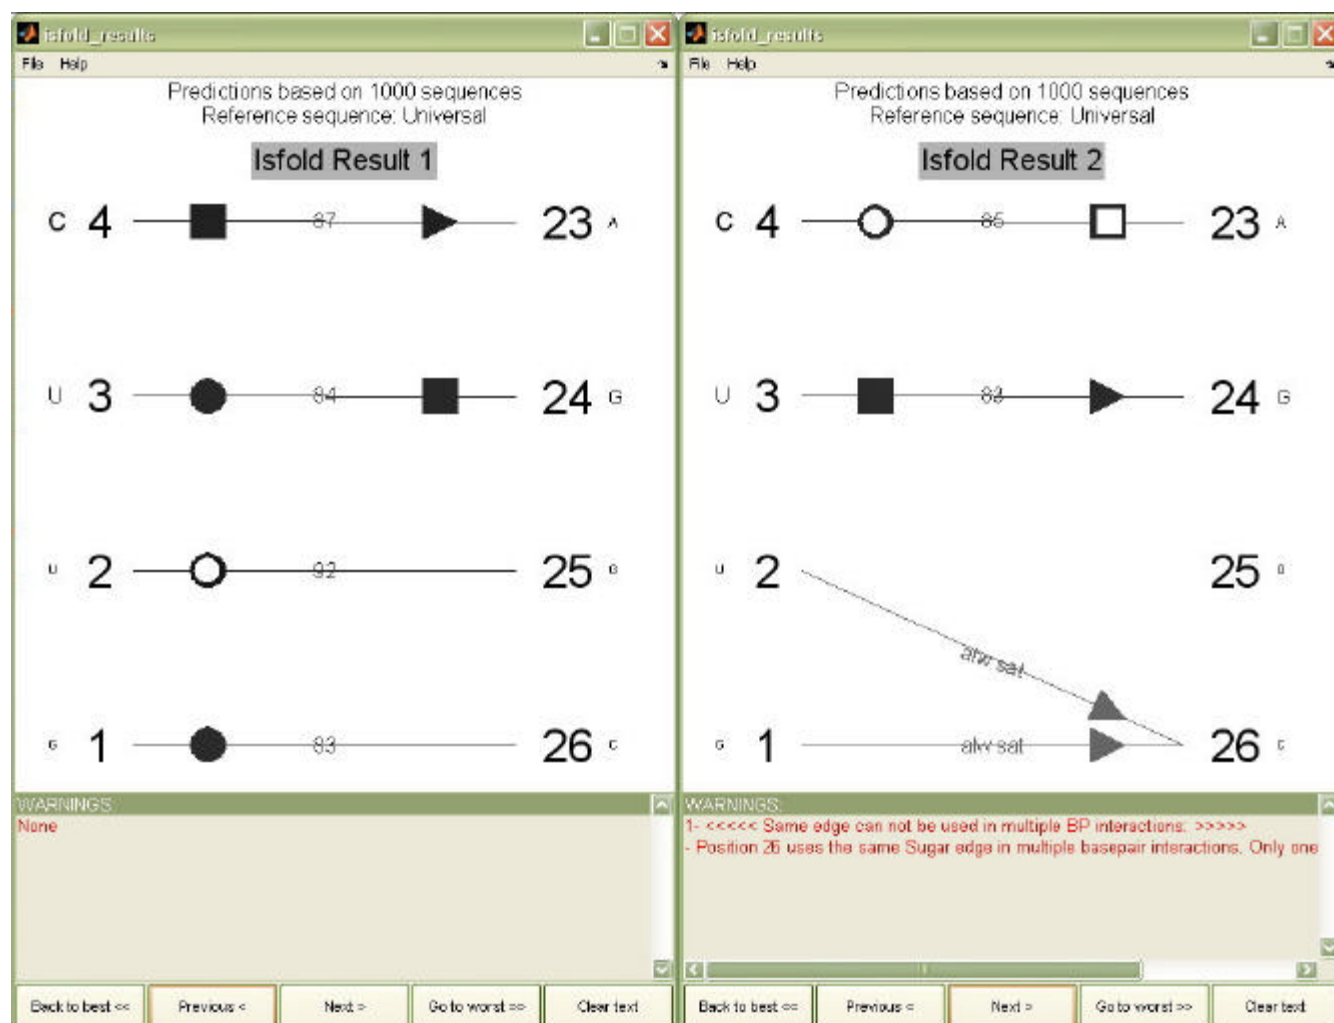 isfold_results
File Help
Predictions based on 1000 sequences
Reference sequence: Universal
Isfold Result 1
C 4 87 23 A
U 3 84 24 G
U 2 92 25 G
G 1 93 26 C
WARNINGS:
None
Back to best <<
Previous <
Next >
Go to worst >>
Clear text
isfold_results
File Help
Predictions based on 1000 sequences
Reference sequence: Universal
Isfold Result 2
C 4 85 23 A
U 3 24 G
U 2 25 G
alw sat
G 1 alw sat 26 C
WARNINGS:
1- <<<<< Same edge can not be used in multiple BP interactions: >>>>>
- Position 26 uses the same Sugar edge in multiple basepair interactions. Only one
Back to best <<
Previous <
Next >
Go to worst >>
Clear text